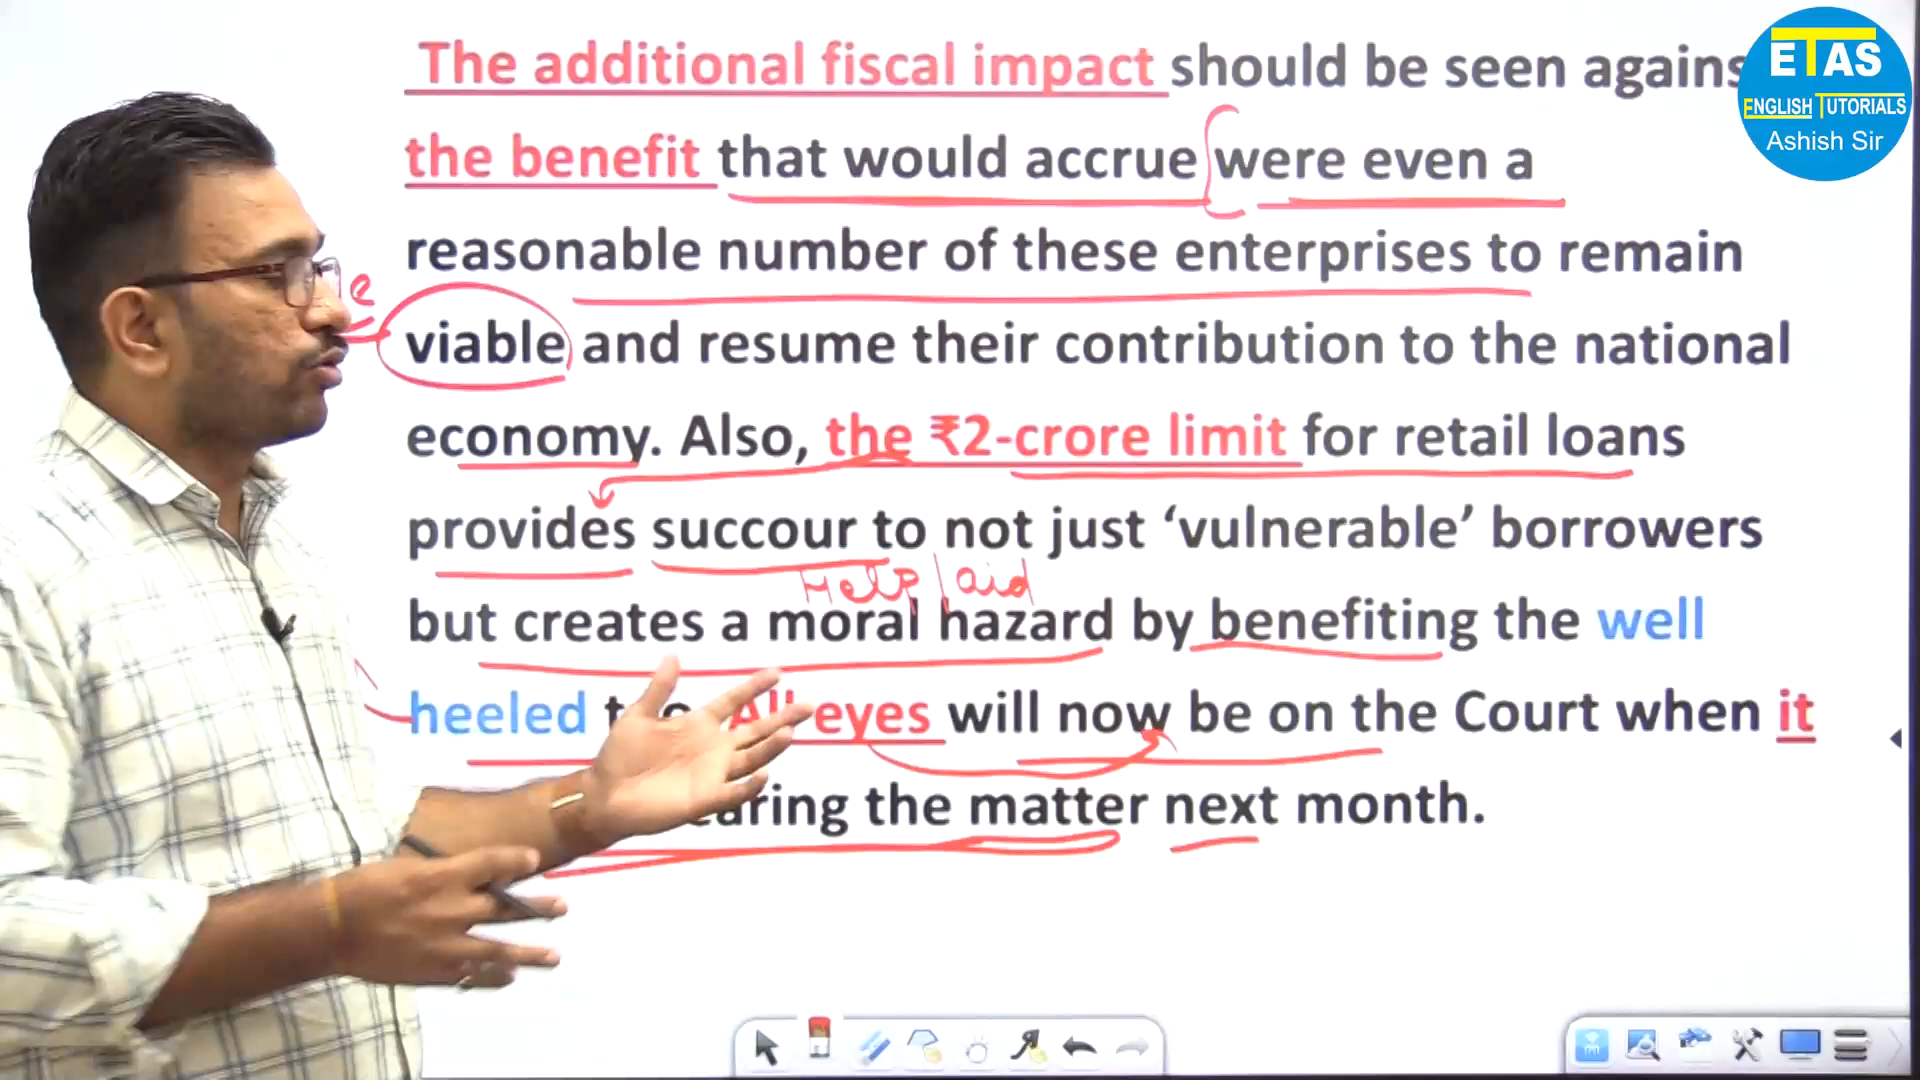 The additional fiscal impact should be seen agains
the benefit that would accrue were even a
reasonable number of these enterprises to remain
viable and resume their contribution to the national
economy. Also, the ₹2-crore limit for retail loans
provides succour to not just ‘vulnerable’ borrowers
Help/aid
but creates a moral hazard by benefiting the well
heeled All eyes will now be on the Court when it
the matter next month.
ETAS
ENGLISH TUTORIALS
Ashish Sir